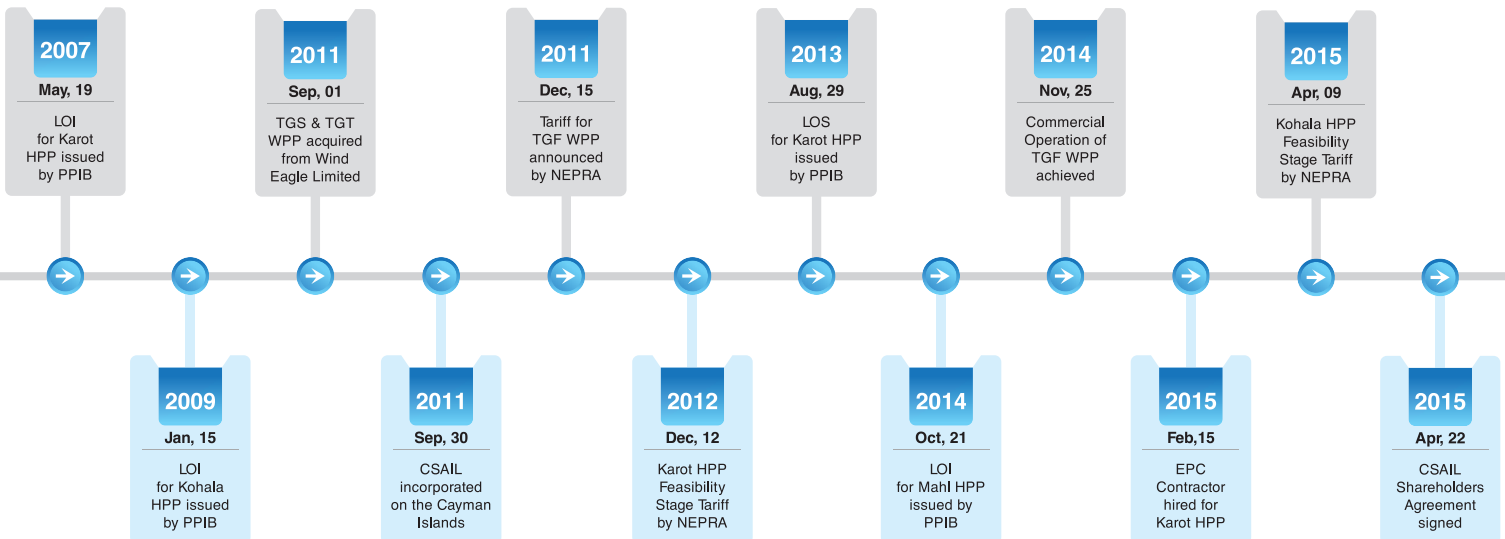 2007
May, 19
LOI
for Karot
HPP issued
by PPIB
2011
Sep, 01
TGS & TGT
WPP acquired
from Wind
Eagle Limited
2011
Dec, 15
Tariff for
TGF WPP
announced
by NEPRA
2013
Aug, 29
LOS
for Karot HPP
issued
by PPIB
2014
Nov, 25
Commercial
Operation of
TGF WPP
achieved
2015
Apr, 09
Kohala HPP
Feasibility
Stage Tariff
by NEPRA
2009
Jan, 15
LOI
for Kohala
HPP issued
by PPIB
2011
Sep, 30
CSAIL
incorporated
on the Cayman
Islands
2012
Dec, 12
Karot HPP
Feasibility
Stage Tariff
by NEPRA
2014
Oct, 21
LOI
for Mahl HPP
issued by
PPIB
2015
Feb,15
EPC
Contractor
hired for
Karot HPP
2015
Apr, 22
CSAIL
Shareholders
Agreement
signed